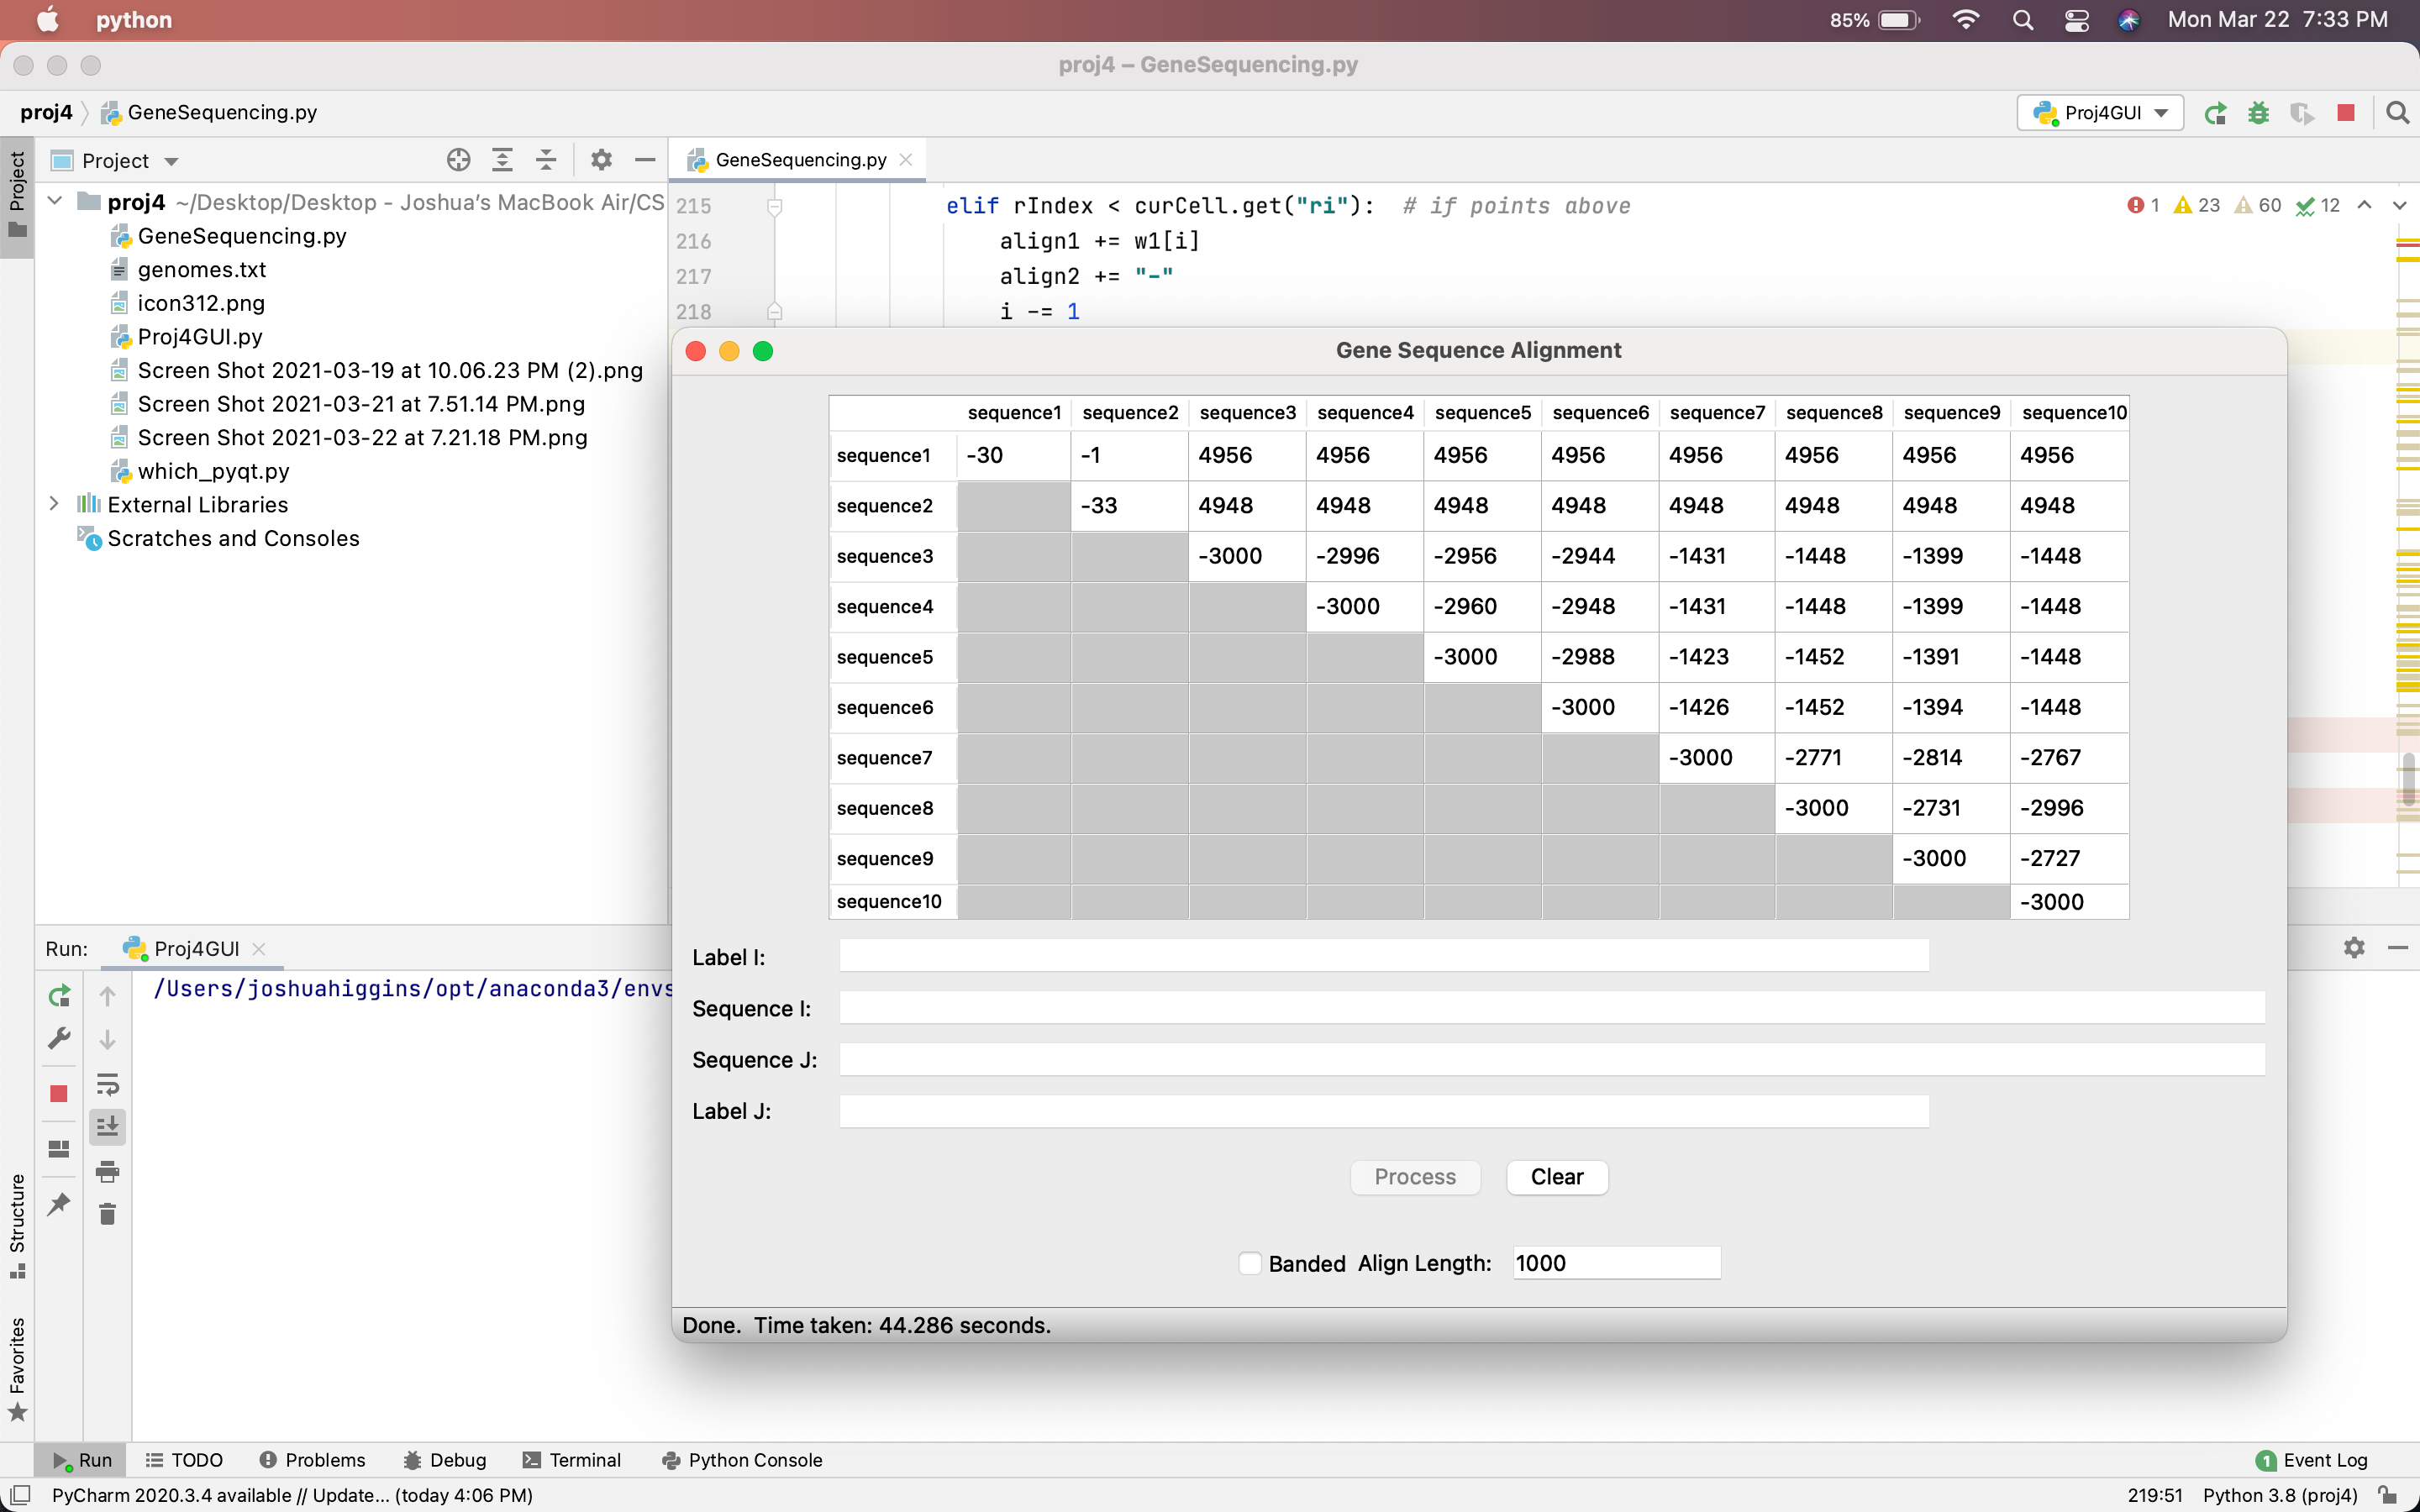 python
85%
Mon Mar 22 7:33 PM
proj4 – GeneSequencing.py
proj4 GeneSequencing.py
Proj4GUI
Project
Project
GeneSequencing.py
proj4 ~/Desktop/Desktop - Joshua's MacBook Air/CS
GeneSequencing.py
genomes.txt
icon312.png
Proj4GUI.py
Screen Shot 2021-03-19 at 10.06.23 PM (2).png
Screen Shot 2021-03-21 at 7.51.14 PM.png
Screen Shot 2021-03-22 at 7.21.18 PM.png
which_pyqt.py
External Libraries
Scratches and Consoles
215 elif rIndex < curCell.get("ri"): # if points above
1 23 60 12
216 align1 += w1[i]
217 align2 += "-"
218 i -= 1
Gene Sequence Alignment
sequence1 sequence2 sequence3 sequence4 sequence5 sequence6 sequence7 sequence8 sequence9 sequence10
sequence1 -30 -1 4956 4956 4956 4956 4956 4956 4956 4956
sequence2 -33 4948 4948 4948 4948 4948 4948 4948 4948
sequence3 -3000 -2996 -2956 -2944 -1431 -1448 -1399 -1448
sequence4 -3000 -2960 -2948 -1431 -1448 -1399 -1448
sequence5 -3000 -2988 -1423 -1452 -1391 -1448
sequence6 -3000 -1426 -1452 -1394 -1448
sequence7 -3000 -2771 -2814 -2767
sequence8 -3000 -2731 -2996
sequence9 -3000 -2727
sequence10 -3000
Label I:
Sequence I:
Sequence J:
Label J:
Process Clear
Banded Align Length: 1000
Done. Time taken: 44.286 seconds.
Run: Proj4GUI
/Users/joshuahiggins/opt/anaconda3/envs
Structure
Favorites
Run TODO Problems Debug Terminal Python Console
1 Event Log
PyCharm 2020.3.4 available // Update... (today 4:06 PM)
219:51 Python 3.8 (proj4)